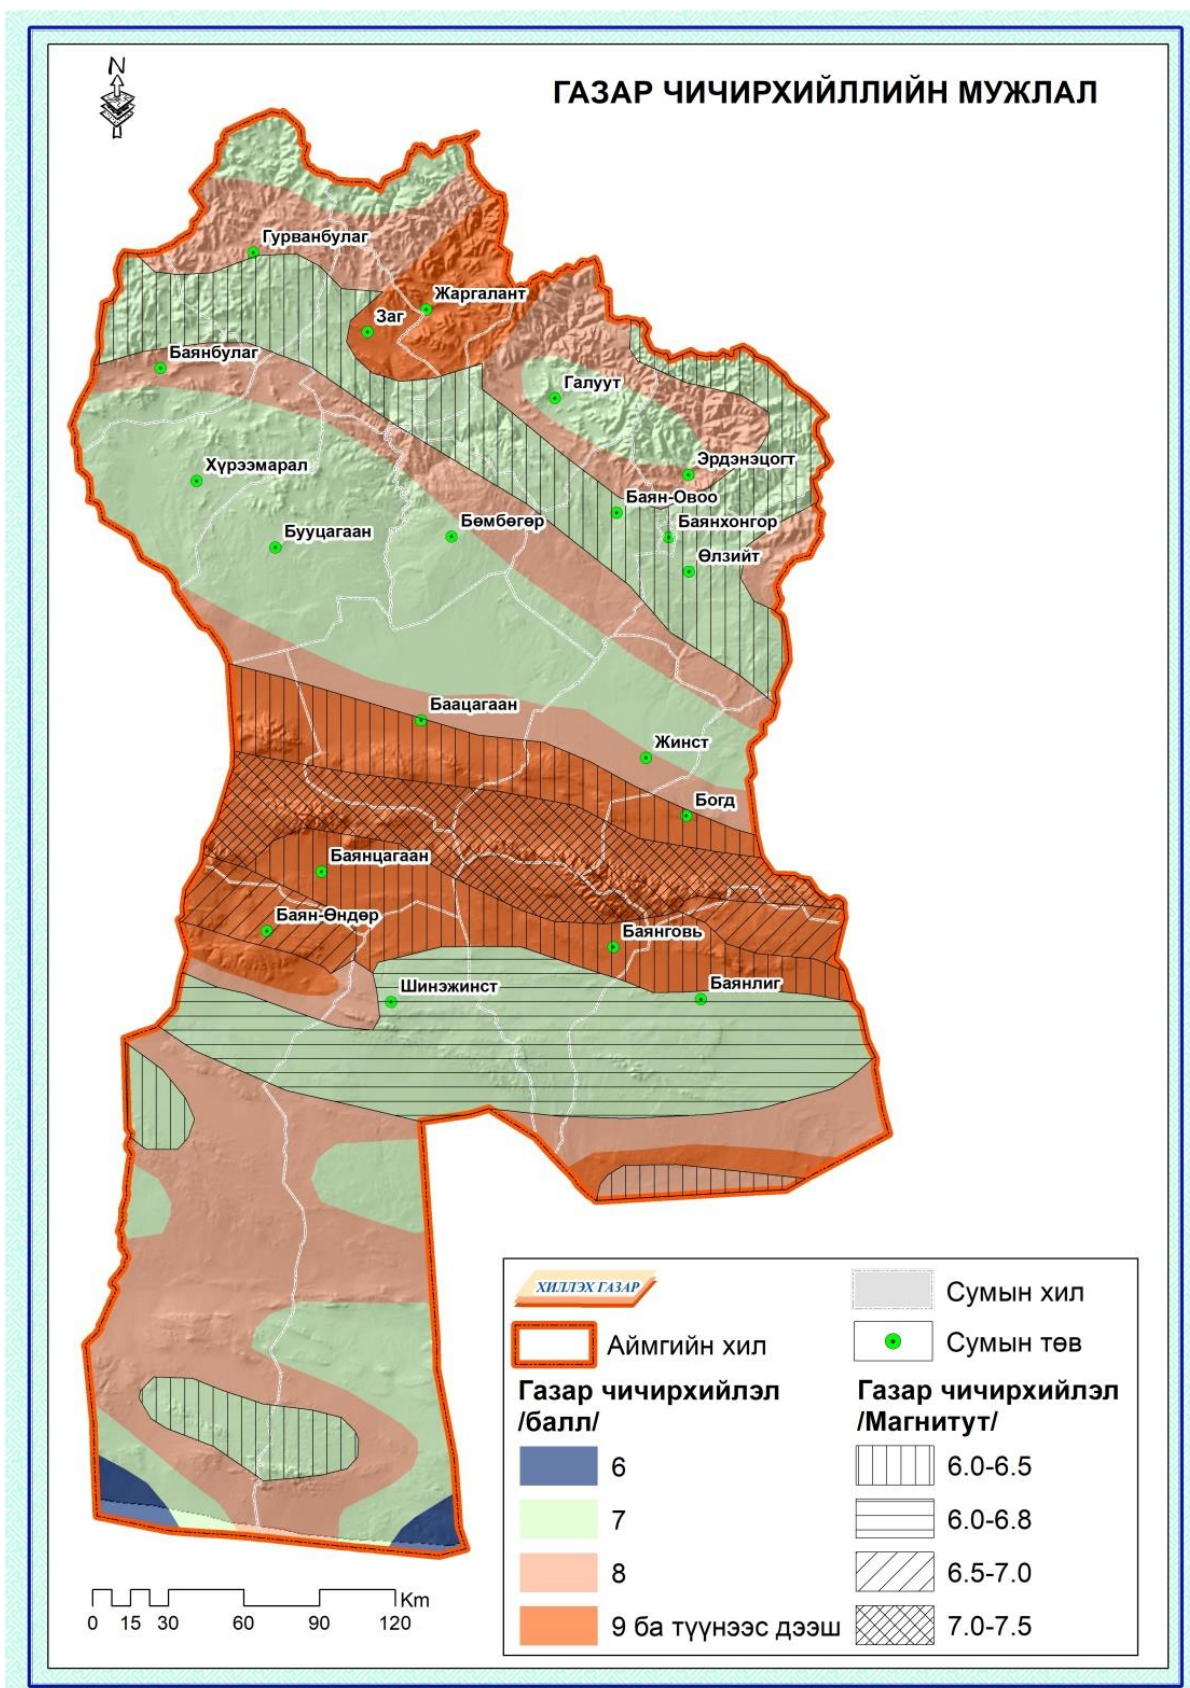 N
ГАЗАР ЧИЧИРХИЙЛЛИЙН МУЖЛАЛ
Гурванбулаг
Жаргалант
Заг
Баянбулаг
Галуут
Хүрээмарал
Эрдэнэцогт
Баян-Овоо
Бууцагаан
Бөмбөгөр
Баянхонгор
Өлзийт
Баацагаан
Жинст
Богд
Баянцагаан
Баян-Өндөр
Баянговь
Шинэжинст
Баянлиг
ХИЛЛЭХ ГАЗАР
Аймгийн хил
Газар чичирхийлэл
/балл/
6
7
8
9 ба түүнээс дээш
Сумын хил
Сумын төв
Газар чичирхийлэл
/Магнитут/
6.0-6.5
6.0-6.8
6.5-7.0
7.0-7.5
Km
0 15 30 60 90 120